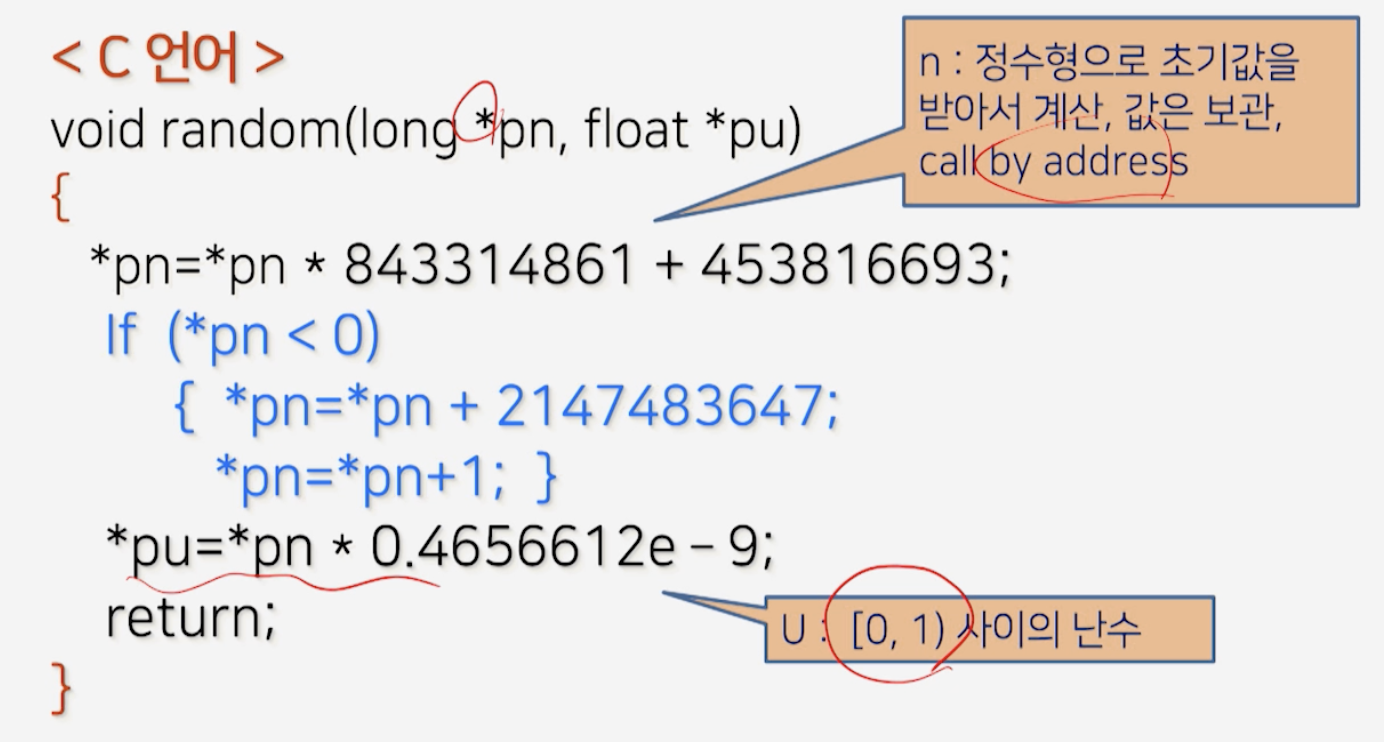 < C 언어 >
void random(long *pn, float *pu)
{
*pn=*pn * 843314861 + 453816693;
If (*pn < 0)
{ *pn=*pn + 2147483647;
*pn=*pn+1; }
*pu=*pn * 0.4656612e – 9;
return;
}
n : 정수형으로 초기값을
받아서 계산, 값은 보관,
call by address
U : [0, 1) 사이의 난수